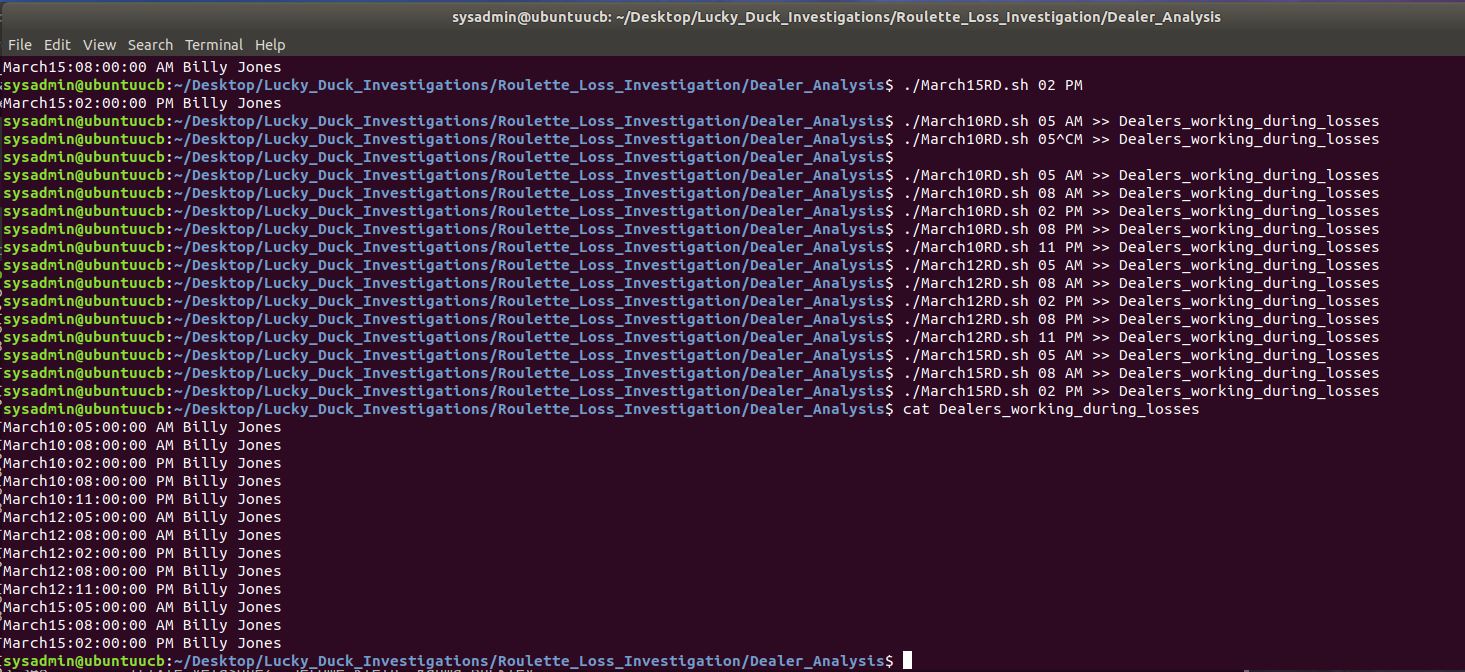 sysadmin@ubuntuucb: ~/Desktop/Lucky_Duck_Investigations/Roulette_Loss_Investigation/Dealer_Analysis
File Edit View Search Terminal Help
March15:08:00:00 AM Billy Jones
sysadmin@ubuntuucb:~/Desktop/Lucky_Duck_Investigations/Roulette_Loss_Investigation/Dealer_Analysis$ ./March15RD.sh 02 PM
March15:02:00:00 PM Billy Jones
sysadmin@ubuntuucb:~/Desktop/Lucky_Duck_Investigations/Roulette_Loss_Investigation/Dealer_Analysis$ ./March10RD.sh 05 AM >> Dealers_working_during_losses
sysadmin@ubuntuucb:~/Desktop/Lucky_Duck_Investigations/Roulette_Loss_Investigation/Dealer_Analysis$ ./March10RD.sh 05^CM >> Dealers_working_during_losses
sysadmin@ubuntuucb:~/Desktop/Lucky_Duck_Investigations/Roulette_Loss_Investigation/Dealer_Analysis$
sysadmin@ubuntuucb:~/Desktop/Lucky_Duck_Investigations/Roulette_Loss_Investigation/Dealer_Analysis$ ./March10RD.sh 05 AM >> Dealers_working_during_losses
sysadmin@ubuntuucb:~/Desktop/Lucky_Duck_Investigations/Roulette_Loss_Investigation/Dealer_Analysis$ ./March10RD.sh 08 AM >> Dealers_working_during_losses
sysadmin@ubuntuucb:~/Desktop/Lucky_Duck_Investigations/Roulette_Loss_Investigation/Dealer_Analysis$ ./March10RD.sh 02 PM >> Dealers_working_during_losses
sysadmin@ubuntuucb:~/Desktop/Lucky_Duck_Investigations/Roulette_Loss_Investigation/Dealer_Analysis$ ./March10RD.sh 08 PM >> Dealers_working_during_losses
sysadmin@ubuntuucb:~/Desktop/Lucky_Duck_Investigations/Roulette_Loss_Investigation/Dealer_Analysis$ ./March10RD.sh 11 PM >> Dealers_working_during_losses
sysadmin@ubuntuucb:~/Desktop/Lucky_Duck_Investigations/Roulette_Loss_Investigation/Dealer_Analysis$ ./March12RD.sh 05 AM >> Dealers_working_during_losses
sysadmin@ubuntuucb:~/Desktop/Lucky_Duck_Investigations/Roulette_Loss_Investigation/Dealer_Analysis$ ./March12RD.sh 08 AM >> Dealers_working_during_losses
sysadmin@ubuntuucb:~/Desktop/Lucky_Duck_Investigations/Roulette_Loss_Investigation/Dealer_Analysis$ ./March12RD.sh 02 PM >> Dealers_working_during_losses
sysadmin@ubuntuucb:~/Desktop/Lucky_Duck_Investigations/Roulette_Loss_Investigation/Dealer_Analysis$ ./March12RD.sh 08 PM >> Dealers_working_during_losses
sysadmin@ubuntuucb:~/Desktop/Lucky_Duck_Investigations/Roulette_Loss_Investigation/Dealer_Analysis$ ./March12RD.sh 11 PM >> Dealers_working_during_losses
sysadmin@ubuntuucb:~/Desktop/Lucky_Duck_Investigations/Roulette_Loss_Investigation/Dealer_Analysis$ ./March15RD.sh 05 AM >> Dealers_working_during_losses
sysadmin@ubuntuucb:~/Desktop/Lucky_Duck_Investigations/Roulette_Loss_Investigation/Dealer_Analysis$ ./March15RD.sh 08 AM >> Dealers_working_during_losses
sysadmin@ubuntuucb:~/Desktop/Lucky_Duck_Investigations/Roulette_Loss_Investigation/Dealer_Analysis$ ./March15RD.sh 02 PM >> Dealers_working_during_losses
sysadmin@ubuntuucb:~/Desktop/Lucky_Duck_Investigations/Roulette_Loss_Investigation/Dealer_Analysis$ cat Dealers_working_during_losses
March10:05:00:00 AM Billy Jones
March10:08:00:00 AM Billy Jones
March10:02:00:00 PM Billy Jones
March10:08:00:00 PM Billy Jones
March10:11:00:00 PM Billy Jones
March12:05:00:00 AM Billy Jones
March12:08:00:00 AM Billy Jones
March12:02:00:00 PM Billy Jones
March12:08:00:00 PM Billy Jones
March12:11:00:00 PM Billy Jones
March15:05:00:00 AM Billy Jones
March15:08:00:00 AM Billy Jones
March15:02:00:00 PM Billy Jones
sysadmin@ubuntuucb:~/Desktop/Lucky_Duck_Investigations/Roulette_Loss_Investigation/Dealer_Analysis$